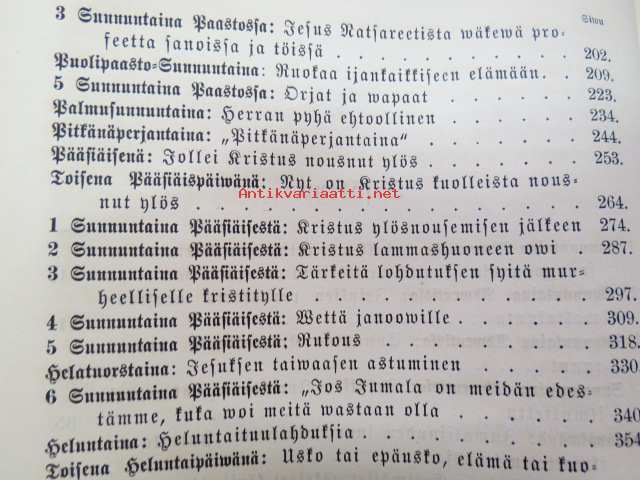 Sivu
3 Sunnuntaina Paastossa: Jesus Natsareetista wäkewä pro-
feetta sanoissa ja töissä . . . . . . . . . 202.
Puolipaasto-Sunnuntaina: Ruokaa ijankaikkiseen elämään. . 209.
5 Sunnuntaina Paastossa: Orjat ja wapaat . . . . . . 223.
Palmusunnuntaina: Herran pyhä ehtoollinen . . . . . . 234.
Pitkänäperjantaina: „Pitkänäperjantaina“ . . . . . . 244.
Pääsiäisenä: Jollei Kristus nousnut ylös . . . . . . . 253.
Antikvariaatti.net
Toisena Pääsiäispäiwänä: Nyt on Kristus kuolleista nous-
nut ylös . . . . . . . . . . . . . 264.
1 Sunnuntaina Pääsiäisestä: Kristus ylösnousemisen jälkeen 274.
2 Sunnuntaina Pääsiäisestä: Kristus lammashuoneen owi . 287.
3 Sunnuntaina Pääsiäisestä: Tärkeitä lohdutuksen syitä mur-
heelliselle kristitylle . . . . . . . . . . 297.
4 Sunnuntaina Pääsiäisestä: Wettä janoowille . . . . . 309.
5 Sunnuntaina Pääsiäisestä: Rukous . . . . . . . 318.
Helatuorstaina: Jesuksen taiwaasen astuminen . . . . . 330.
6 Sunnuntaina Pääsiäisestä: „Jos Jumala on meidän edes-
tämme, kuka woi meitä wastaan olla . . . . . . 340
Heluntaina: Heluntaituulahduksia . . . . . . . . 354
Toisena Heluntaipäiwänä: Usko tai epäusko, elämä tai kuo-